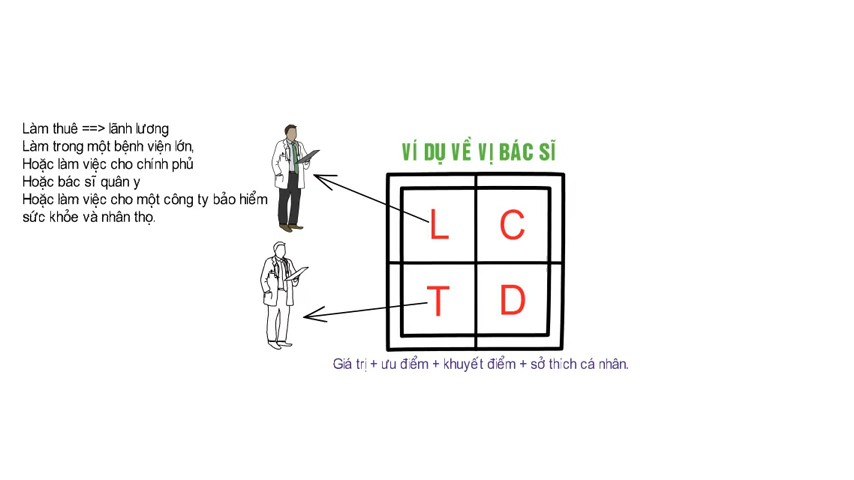 Làm thuê ==> lãnh lương
Làm trong một bệnh viện lớn,
Hoặc làm việc cho chính phủ
Hoặc bác sĩ quân y
Hoặc làm việc cho một công ty bảo hiểm
sức khỏe và nhân thọ.
VÍ DỤ VỀ VỊ BÁC SĨ
L C
T D
Giá trị + ưu điểm + khuyết điểm + sở thích cá nhân.